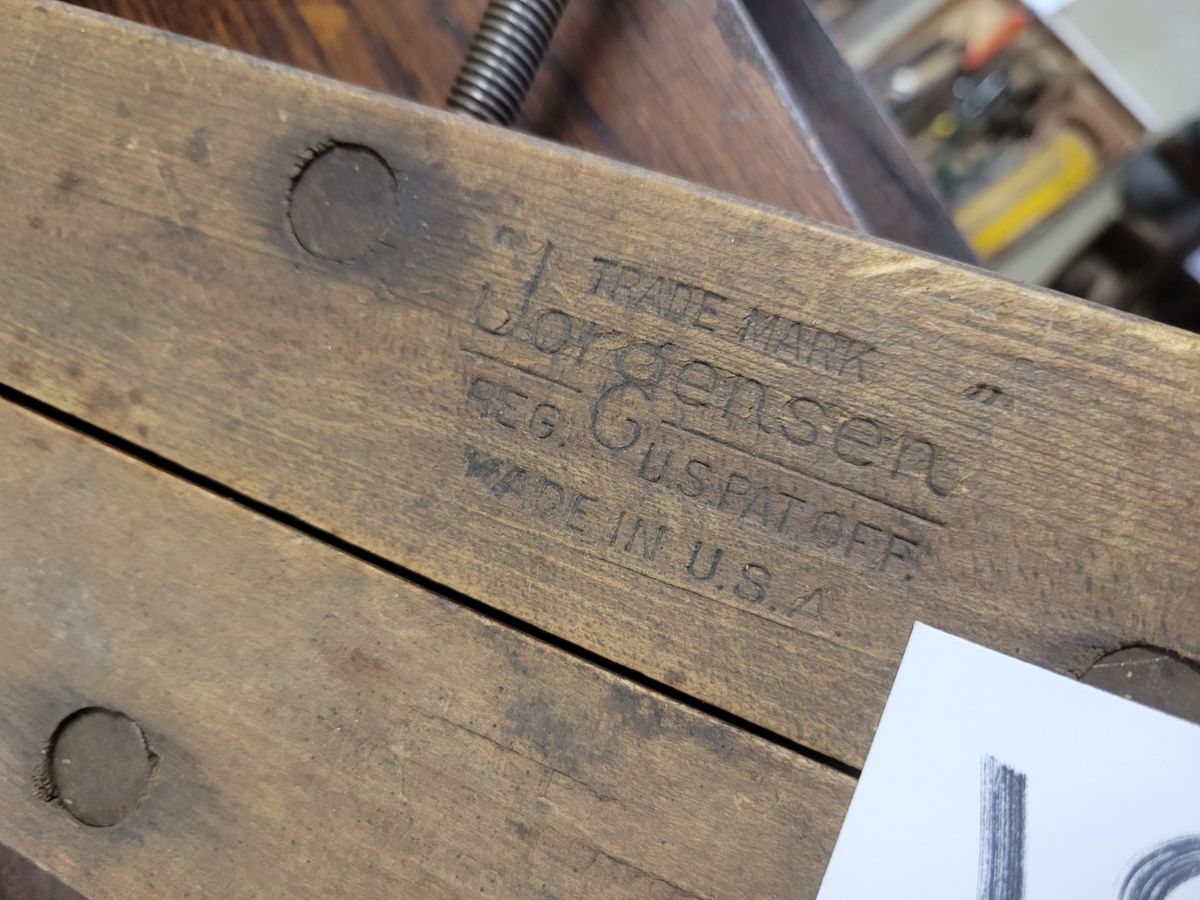 TRADE MARK
"Jorgensen"
REG. U.S. PAT. OFF.
MADE IN U.S.A